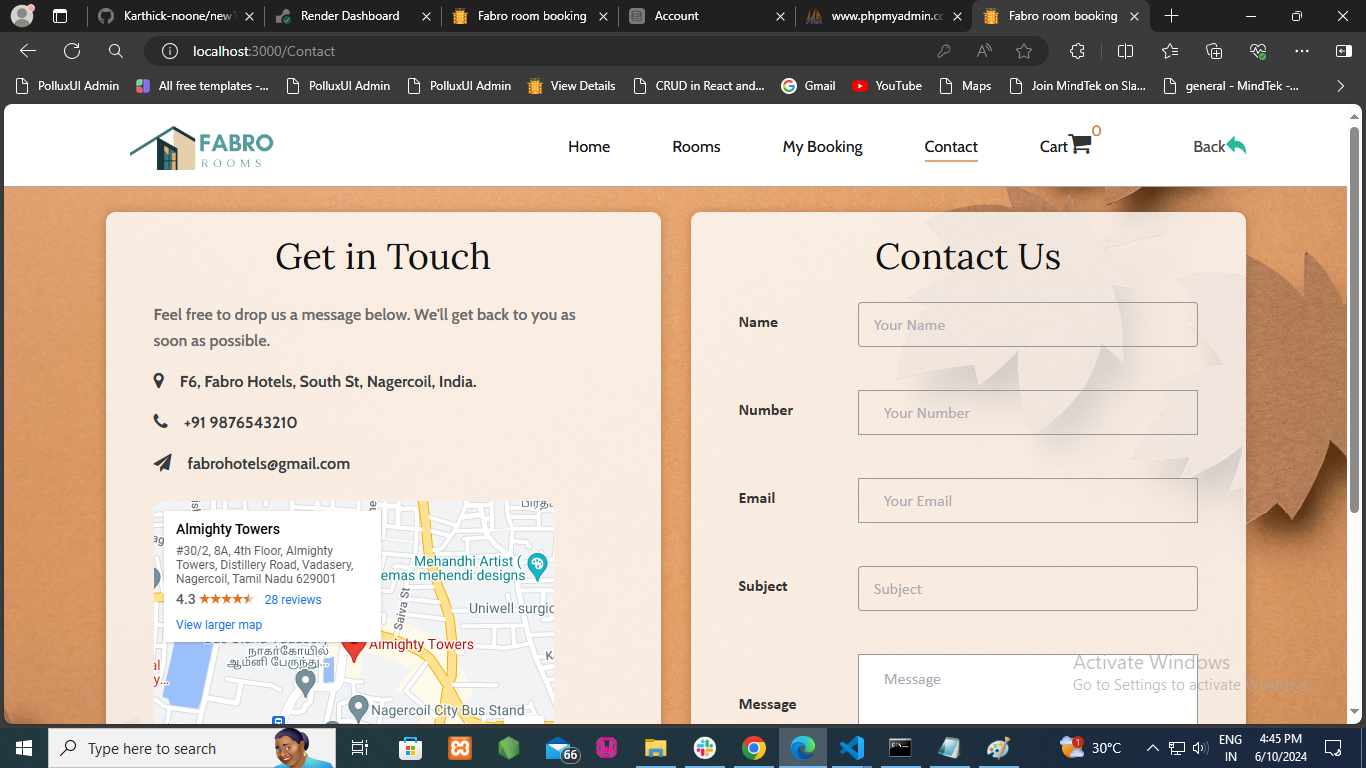 Karthick-noone/new
Render Dashboard
Fabro room booking
Account
www.phpmyadmin.cc
Fabro room booking
localhost:3000/Contact
PolluxUI Admin
All free templates -...
PolluxUI Admin
PolluxUI Admin
View Details
CRUD in React and...
Gmail
YouTube
Maps
Join MindTek on Sla...
general - MindTek -...
FABRO
ROOMS
Home
Rooms
My Booking
Contact
Cart
0
Back
Get in Touch
Feel free to drop us a message below. We'll get back to you as
soon as possible.
F6, Fabro Hotels, South St, Nagercoil, India.
+91 9876543210
fabrohotels@gmail.com
Almighty Towers
#30/2, 8A, 4th Floor, Almighty
Towers, Distillery Road, Vadasery,
Nagercoil, Tamil Nadu 629001
4.3
28 reviews
View larger map
Mehandhi Artist (
emas mehendi designs
Uniwell surgic
Saiva St
Almighty Towers
நாகர்கோயில்
ஆம்னி பேருந்து...
Nagercoil City Bus Stand
Contact Us
Name
Your Name
Number
Your Number
Email
Your Email
Subject
Subject
Message
Message
Activate Windows
Go to Settings to activate Windows.
Type here to search
66
1
30°C
ENG
IN
4:45 PM
6/10/2024